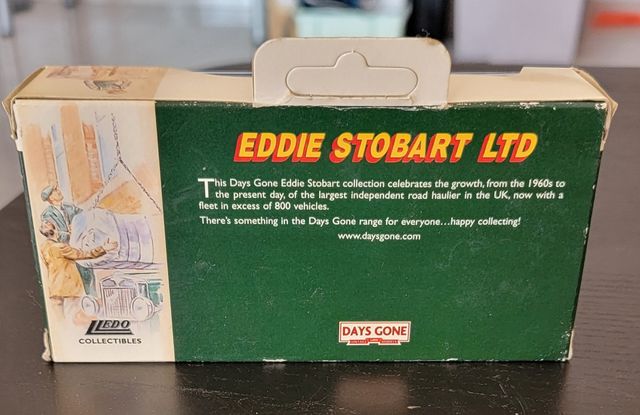 EDDIE STOBART LTD
This Days Gone Eddie Stobart collection celebrates the growth, from the 1960s to
the present day, of the largest independent road haulier in the UK, now with a
fleet in excess of 800 vehicles.
There's something in the Days Gone range for everyone...happy collecting!
www.daysgone.com
LLEDO
COLLECTIBLES
DAYS GONE